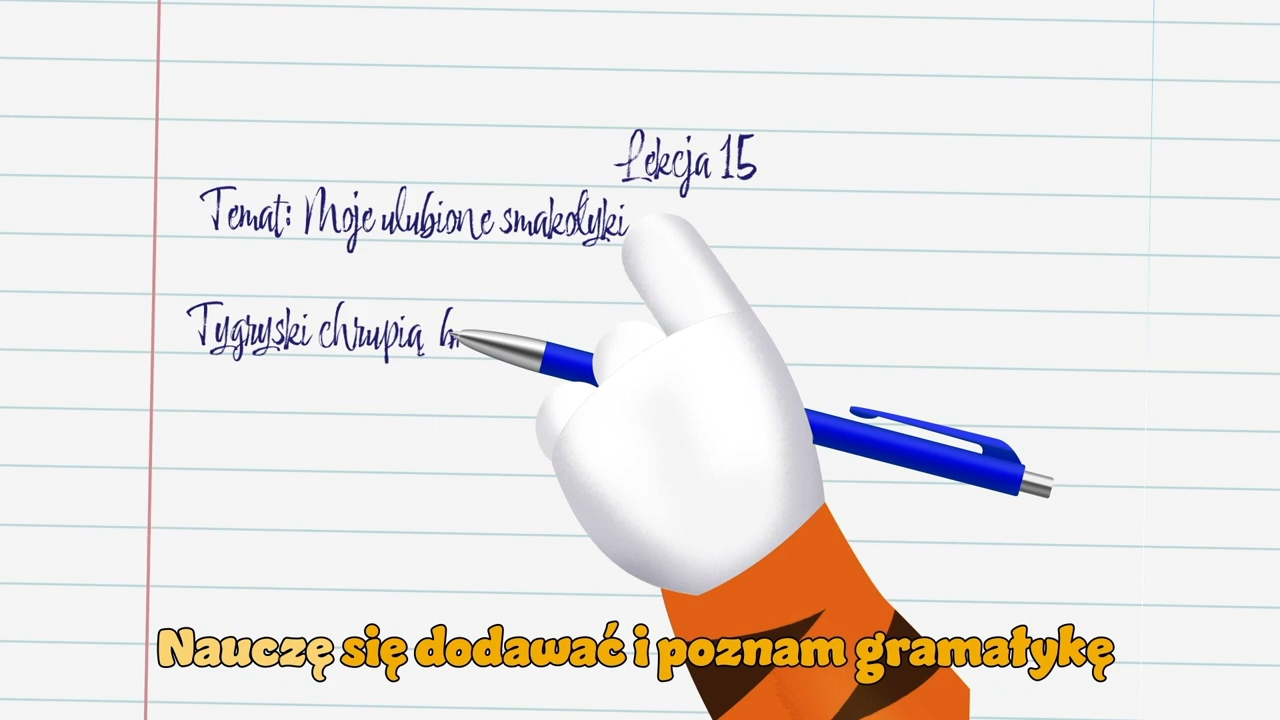 Lekcja 15
Temat: Moje ulubione smakołyki
Tygryski chrupią
Nauczę się dodawać i poznam gramatykę